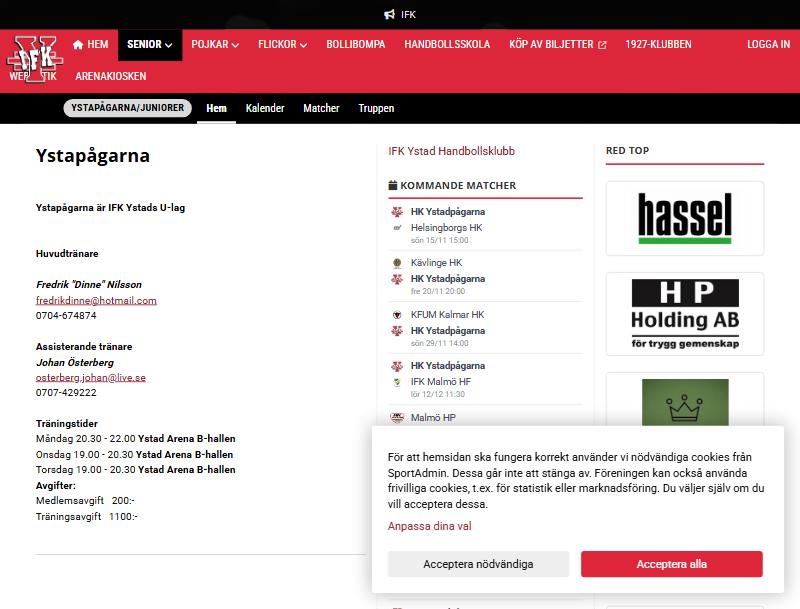 IFK
HEM
SENIOR
POJKAR
FLICKOR
BOLLIBOMPA
HANDBOLLSSKOLA
KÖP AV BILJETTER
1927-KLUBBEN
LOGGA IN
ARENAKIOSKEN
YSTAPÅGARNA/JUNIORER
Hem
Kalender
Matcher
Truppen
Ystapågarna
Ystapågarna är IFK Ystads U-lag
Huvudtränare
Fredrik "Dinne" Nilsson
fredrikdinne@hotmail.com
0704-674874
Assisterande tränare
Johan Österberg
osterberg.johan@live.se
0707-429222
Träningstider
Måndag 20.30 - 22.00 Ystad Arena B-hallen
Onsdag 19.00 - 20.30 Ystad Arena B-hallen
Torsdag 19.00 - 20.30 Ystad Arena B-hallen
Avgifter:
Medlemsavgift 200:-
Träningsavgift 1100:-
IFK Ystad Handbollsklubb
KOMMANDE MATCHER
HK Ystadpågarna
Helsingborgs HK
sön 15/11 15:00
Kävlinge HK
HK Ystadpågarna
fre 20/11 20:00
KFUM Kalmar HK
HK Ystadpågarna
sön 29/11 14:00
HK Ystadpågarna
IFK Malmö HF
lör 12/12 11:30
Malmö HP
RED TOP
hassel
HP
Holding AB
för trygg gemenskap
För att hemsidan ska fungera korrekt använder vi nödvändiga cookies från
SportAdmin. Dessa går inte att stänga av. Föreningen kan också använda
frivilliga cookies, t.ex. för statistik eller marknadsföring. Du väljer själv om du
vill acceptera dessa.
Anpassa dina val
Acceptera nödvändiga
Acceptera alla